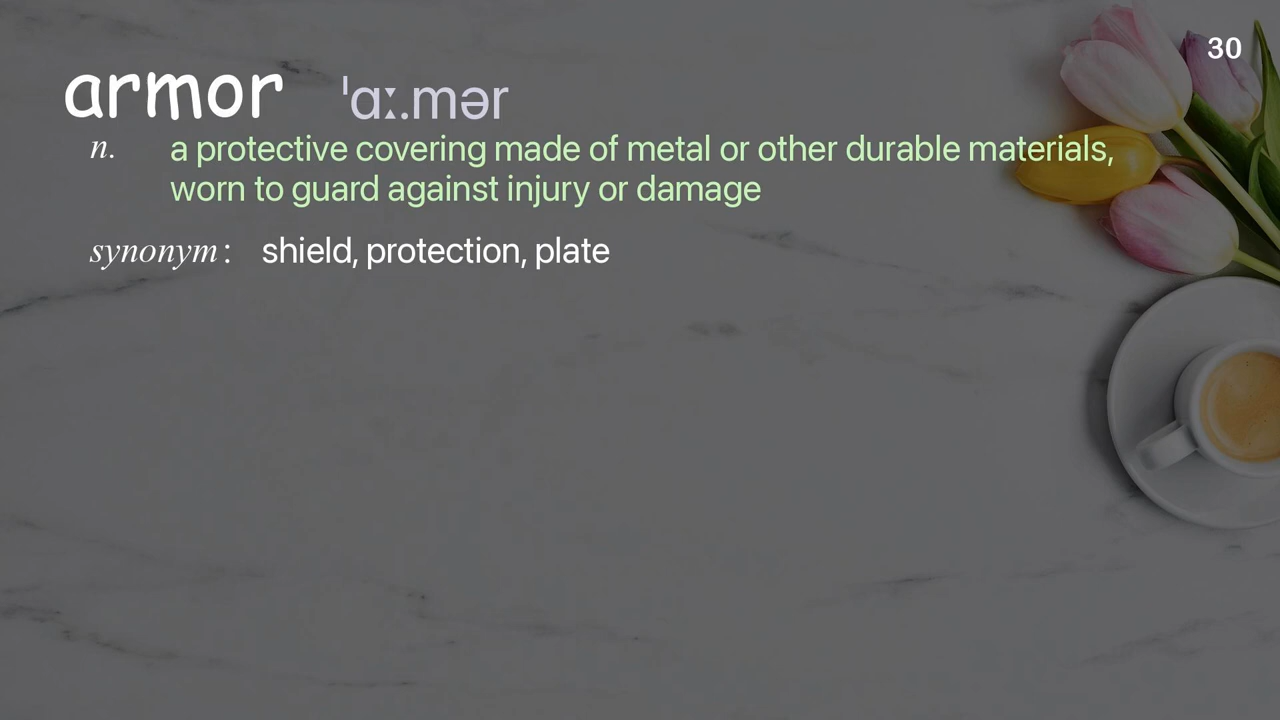 30
armor ˈɑː.mər
n. a protective covering made of metal or other durable materials,
worn to guard against injury or damage
synonym: shield, protection, plate